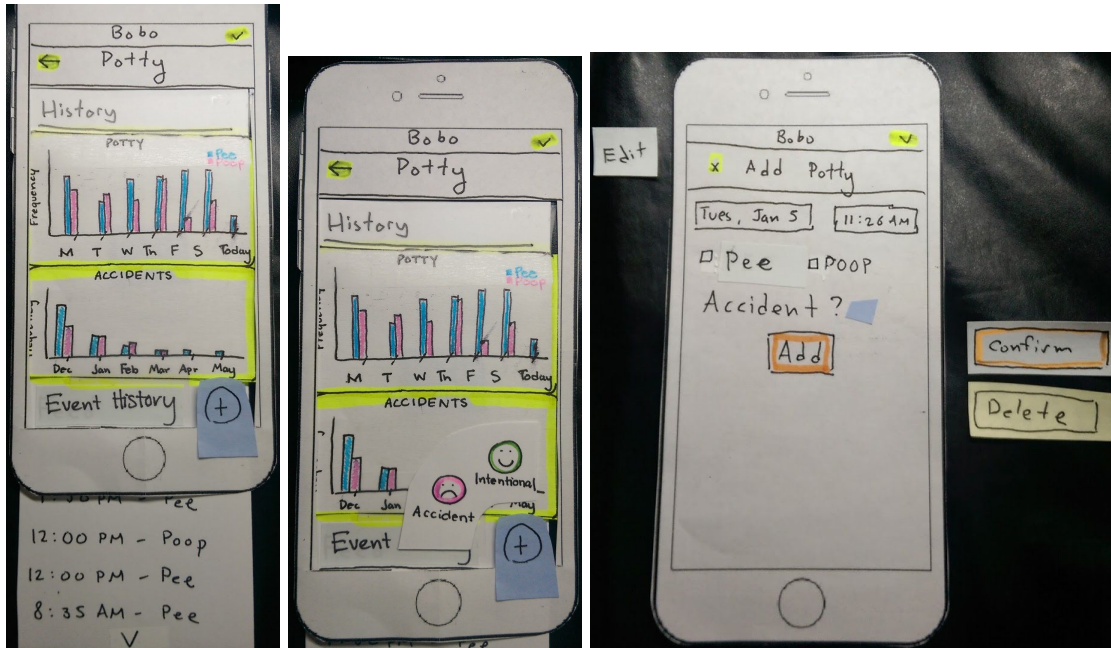 Bobo
Potty
History
POTTY
Pee
Poop
Frequency
M T W Th F S Today
ACCIDENTS
Dec Jan Feb Mar Apr May
Event History
+
12:00 PM - Poop
12:00 PM - Pee
8:35 AM - Pee
Bobo
Potty
History
POTTY
Pee
Poop
M T W Th F S Today
ACCIDENTS
Intentional
Accident
Dec Jan May
Event
+
Edit
Bobo
x Add Potty
Tues, Jan 5 11:26 AM
Pee POOP
Accident?
Add
Confirm
Delete